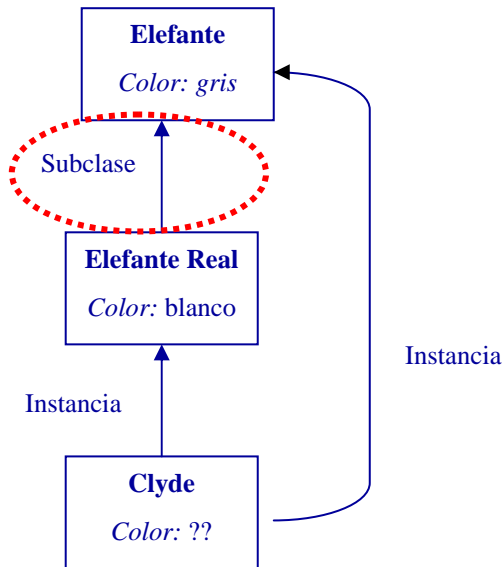 Elefante
Color: gris
Subclase
Elefante Real
Color: blanco
Instancia
Instancia
Clyde
Color: ??